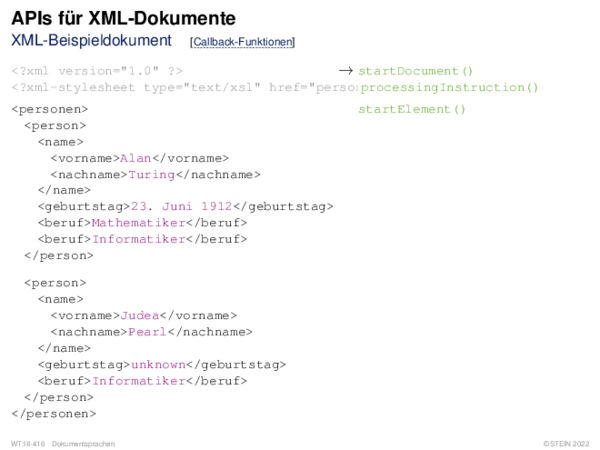 APIs für XML-Dokumente
XML-Beispieldokument [Callback-Funktionen]
<?xml version="1.0" ?> → startDocument()
<?xml-stylesheet type="text/xsl" href="perso processingInstruction()
<personen> startElement()
<person>
<name>
<vorname>Alan</vorname>
<nachname>Turing</nachname>
</name>
<geburtstag>23. Juni 1912</geburtstag>
<beruf>Mathematiker</beruf>
<beruf>Informatiker</beruf>
</person>
<person>
<name>
<vorname>Judea</vorname>
<nachname>Pearl</nachname>
</name>
<geburtstag>unknown</geburtstag>
<beruf>Informatiker</beruf>
</person>
</personen>
WT:III-416 Dokumentsprachen ©STEIN 2022